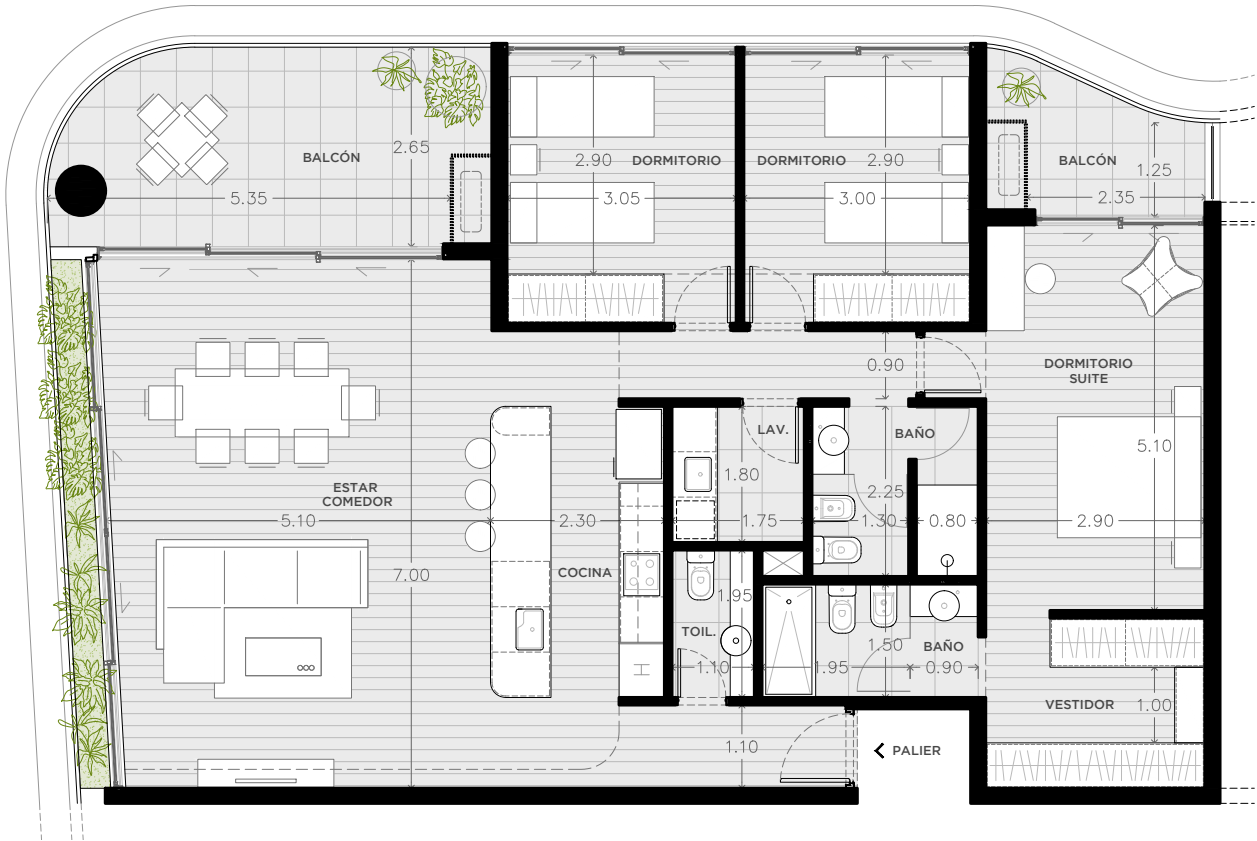 BALCÓN
2.65
5.35
2.90
DORMITORIO
3.05
DORMITORIO
2.90
3.00
BALCÓN
1.25
2.35
0.90
DORMITORIO
SUITE
5.10
2.90
ESTAR
COMEDOR
5.10
2.30
7.00
COCINA
LAV.
1.80
1.75
BAÑO
2.25
1.30
0.80
TOIL.
1.95
1.10
BAÑO
1.50
1.95
0.90
VESTIDOR
1.00
1.10
PALIER
H